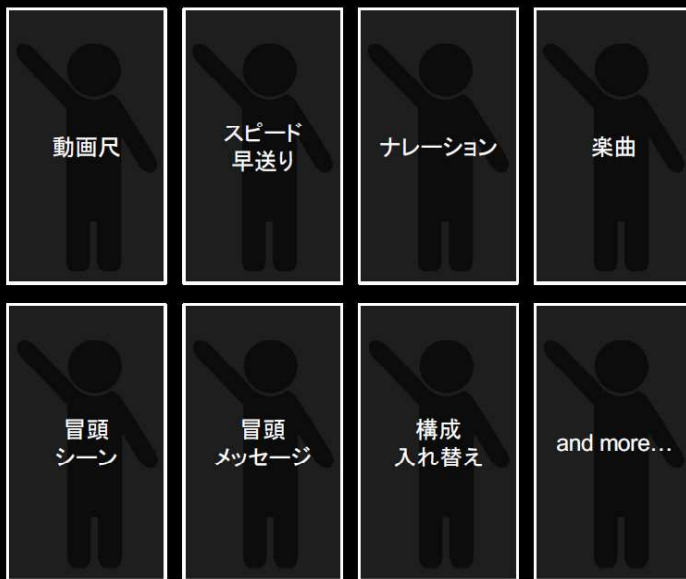 動画尺
スピード
早送り
ナレーション
楽曲
冒頭
シーン
冒頭
メッセージ
構成
入れ替え
and more…